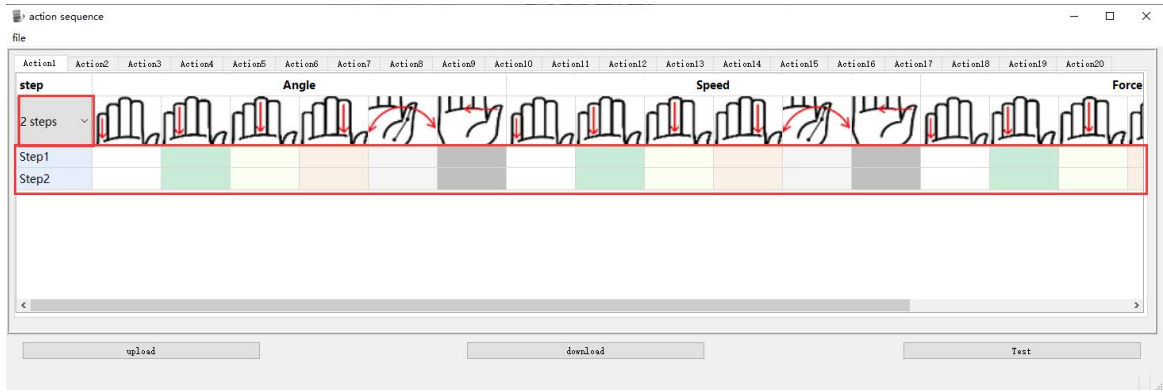 action sequence
file
Action1 Action2 Action3 Action4 Action5 Action6 Action7 Action8 Action9 Action10 Action11 Action12 Action13 Action14 Action15 Action16 Action17 Action18 Action19 Action20
step Angle Speed Force
2 steps
Step1
Step2
upload download Test